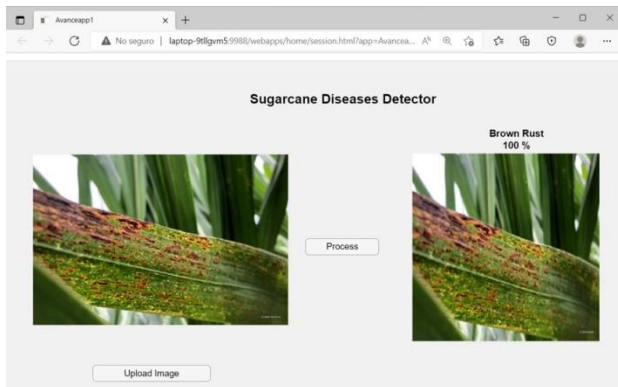 Avanceapp1
No seguro | laptop-9tllgvm5:9988/webapps/home/session.html?app=Avancea...
Sugarcane Diseases Detector
Brown Rust
100 %
Process
Upload Image